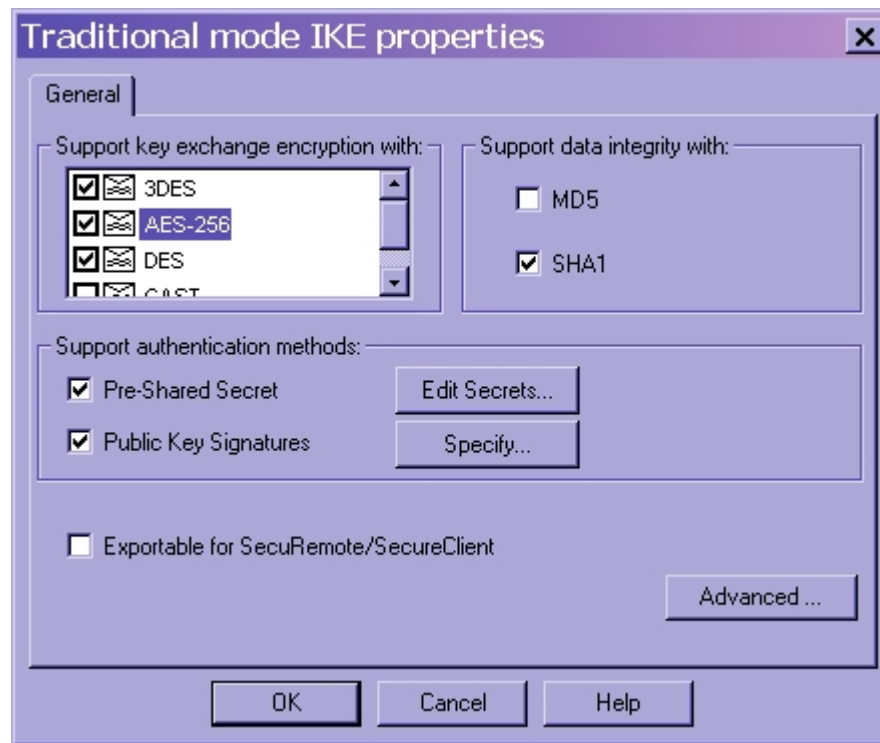 Traditional mode IKE properties
General
Support key exchange encryption with:
3DES
AES-256
DES
CAST
Support data integrity with:
MD5
SHA1
Support authentication methods:
Pre-Shared Secret
Edit Secrets...
Public Key Signatures
Specify...
Exportable for SecuRemote/SecureClient
Advanced ...
OK
Cancel
Help